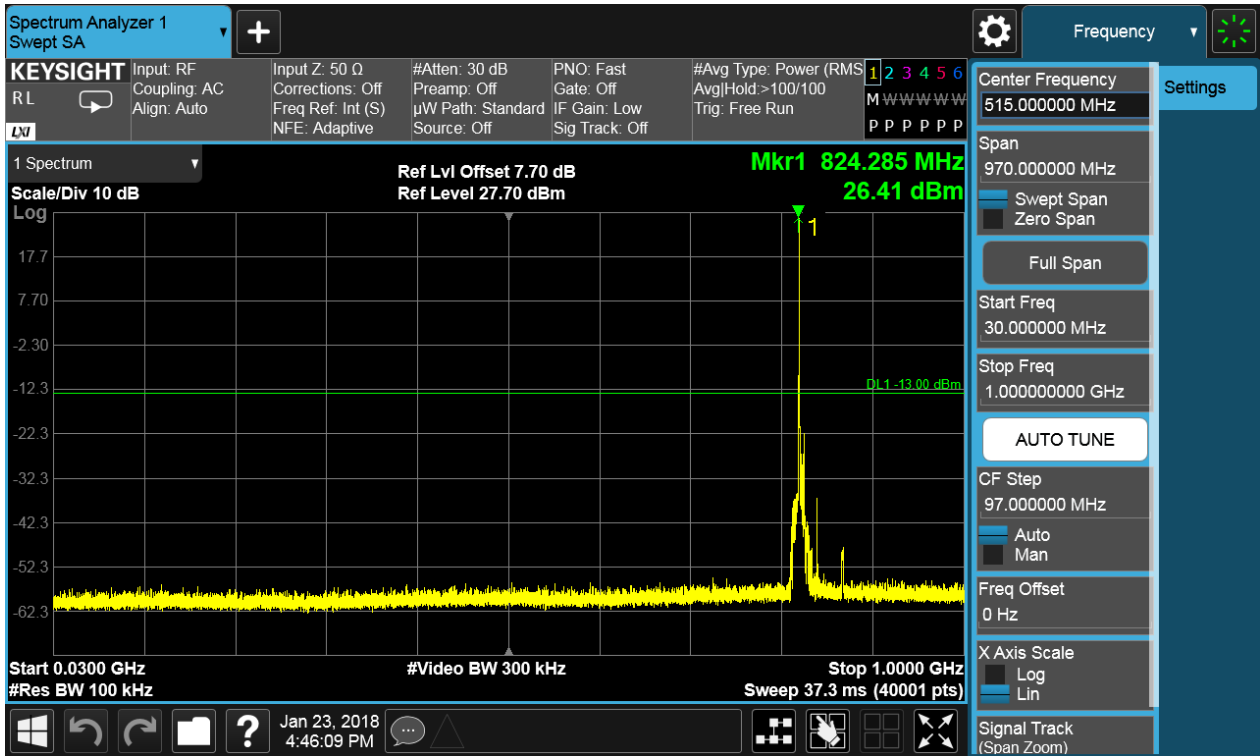 Spectrum Analyzer 1
Swept SA
+
Frequency
KEYSIGHT
R L
LXI
Input: RF
Coupling: AC
Align: Auto
Input Z: 50 Ω
Corrections: Off
Freq Ref: Int (S)
NFE: Adaptive
#Atten: 30 dB
Preamp: Off
µW Path: Standard
Source: Off
PNO: Fast
Gate: Off
IF Gain: Low
Sig Track: Off
#Avg Type: Power (RMS
Avg|Hold:>100/100
Trig: Free Run
1 2 3 4 5 6
M W W W W W
P P P P P P
1 Spectrum
Scale/Div 10 dB
Log
Ref Lvl Offset 7.70 dB
Ref Level 27.70 dBm
Mkr1 824.285 MHz
26.41 dBm
1
17.7
7.70
-2.30
-12.3
DL1 -13.00 dBm
-22.3
-32.3
-42.3
-52.3
-62.3
Start 0.0300 GHz
#Video BW 300 kHz
Stop 1.0000 GHz
#Res BW 100 kHz
Sweep 37.3 ms (40001 pts)
Center Frequency
515.000000 MHz
Settings
Span
970.000000 MHz
Swept Span
Zero Span
Full Span
Start Freq
30.000000 MHz
Stop Freq
1.000000000 GHz
AUTO TUNE
CF Step
97.000000 MHz
Auto
Man
Freq Offset
0 Hz
X Axis Scale
Log
Lin
Signal Track
(Span Zoom)
?
Jan 23, 2018
4:46:09 PM